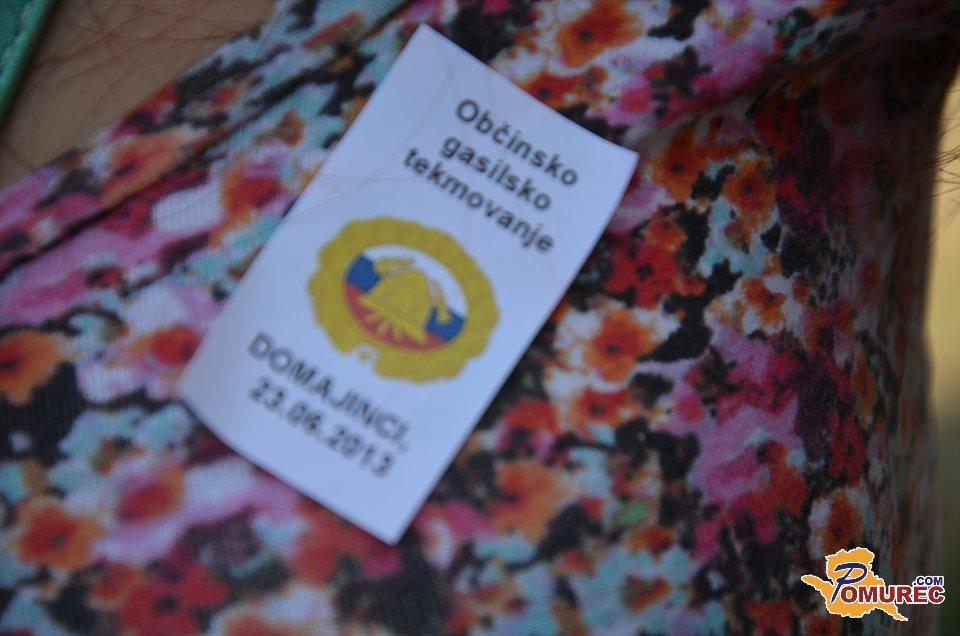 Občinsko
gasilsko
tekmovanje
DOMAJINCI,
23.06.2013
POMUREC.COM